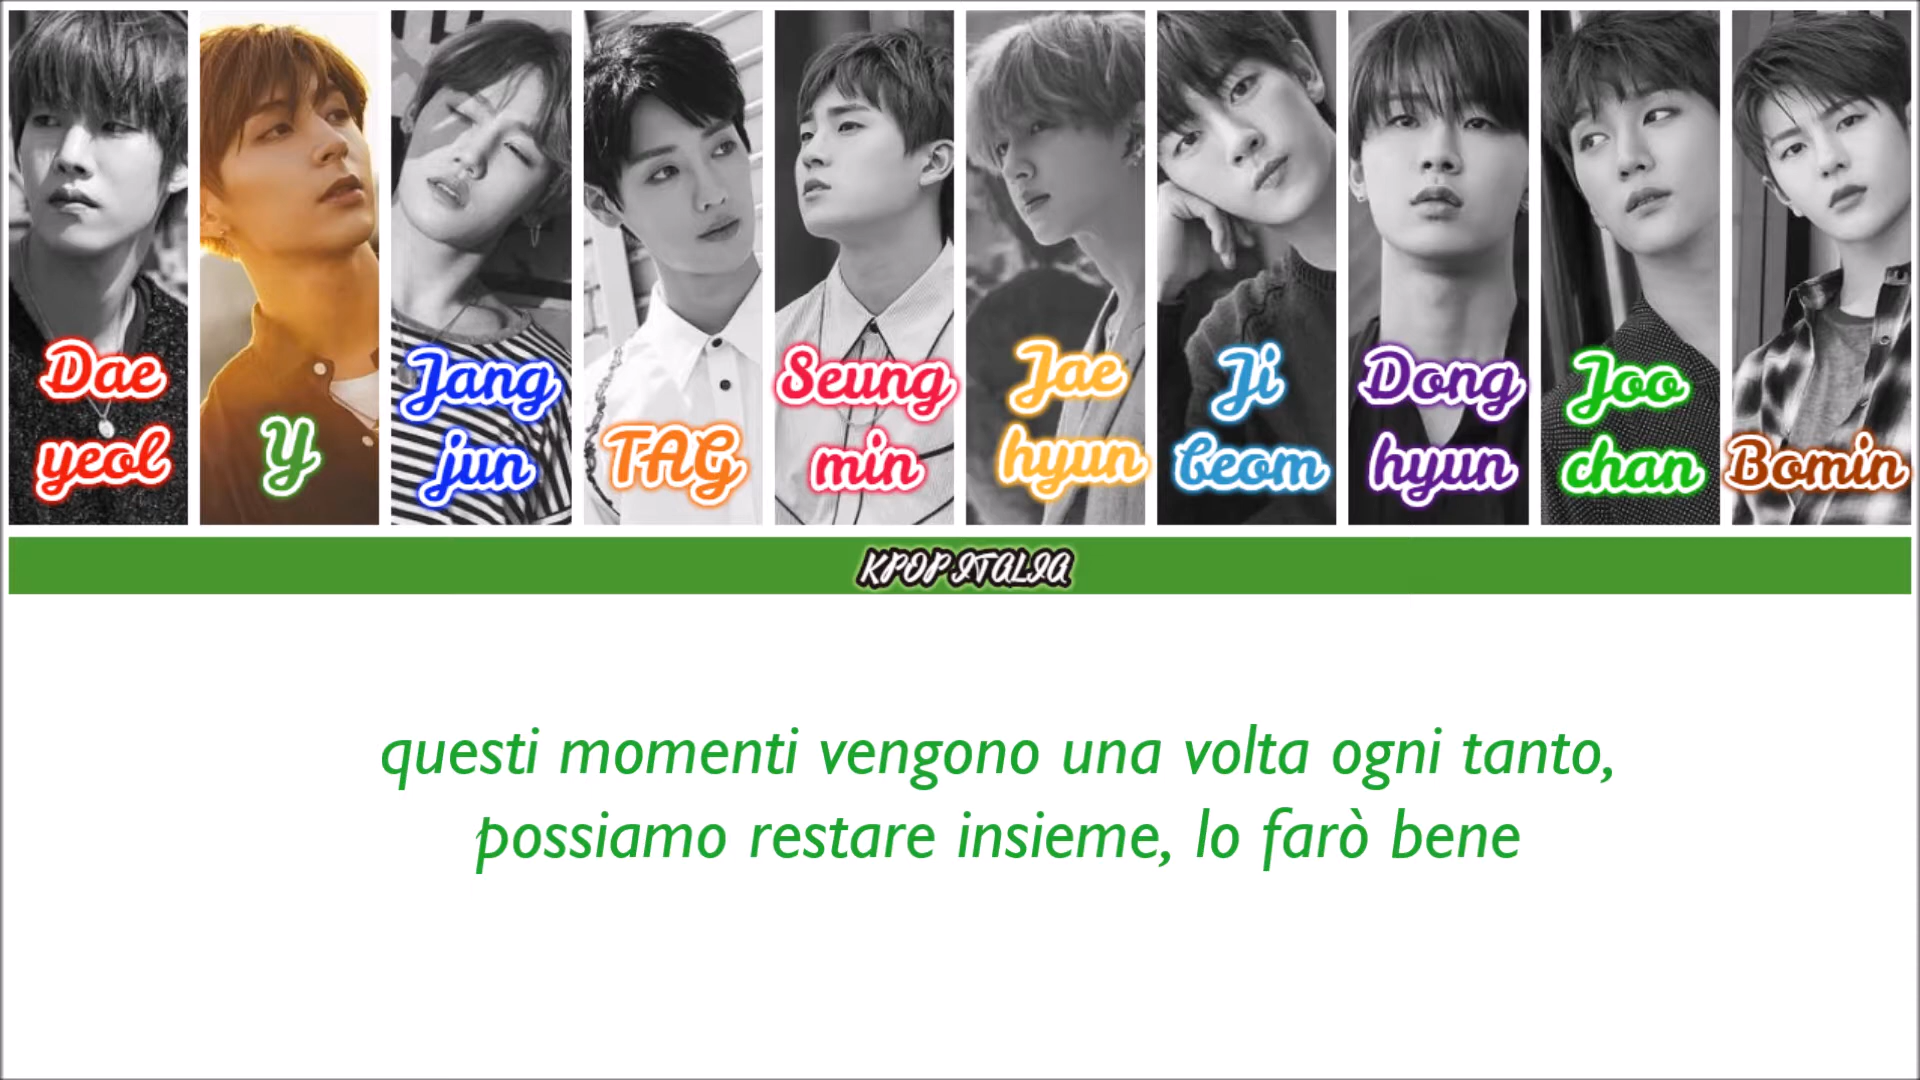 Dae
yeol
Y
Jang
jun
TAG
Seung
min
Jae
hyun
Ji
beom
Dong
hyun
Joo
chan
Bomin
KPOP ITALIA
questi momenti vengono una volta ogni tanto,
possiamo restare insieme, lo farò bene